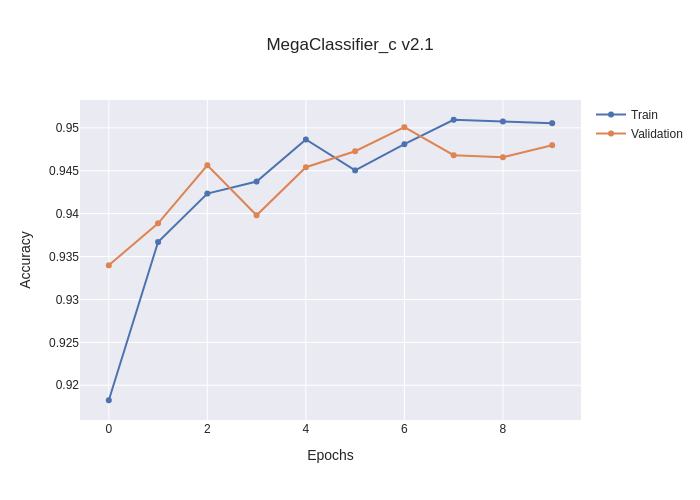 MegaClassifier_c v2.1
Train
Validation
0.95
0.945
0.94
0.935
0.93
0.925
0.92
Accuracy
0 2 4 6 8
Epochs